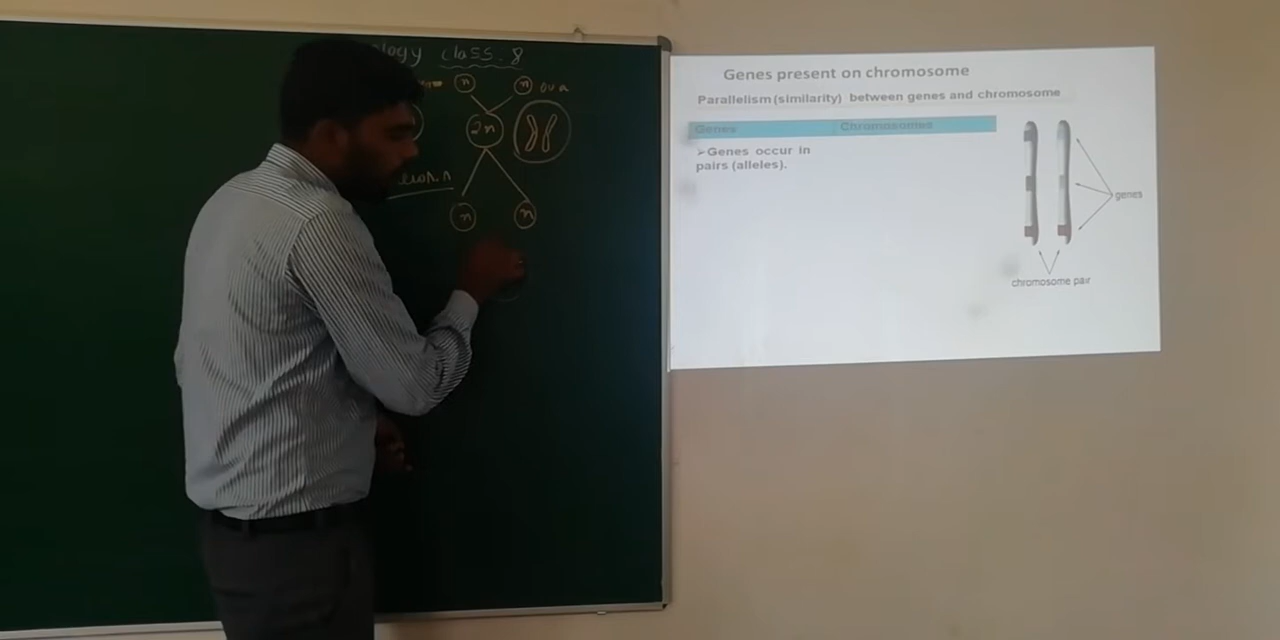 ology class. 8
n n ova
2n
n n
Genes present on chromosome
Parallelism (similarity) between genes and chromosome
Genes Chromosomes
➢Genes occur in
pairs (alleles).
genes
chromosome pair